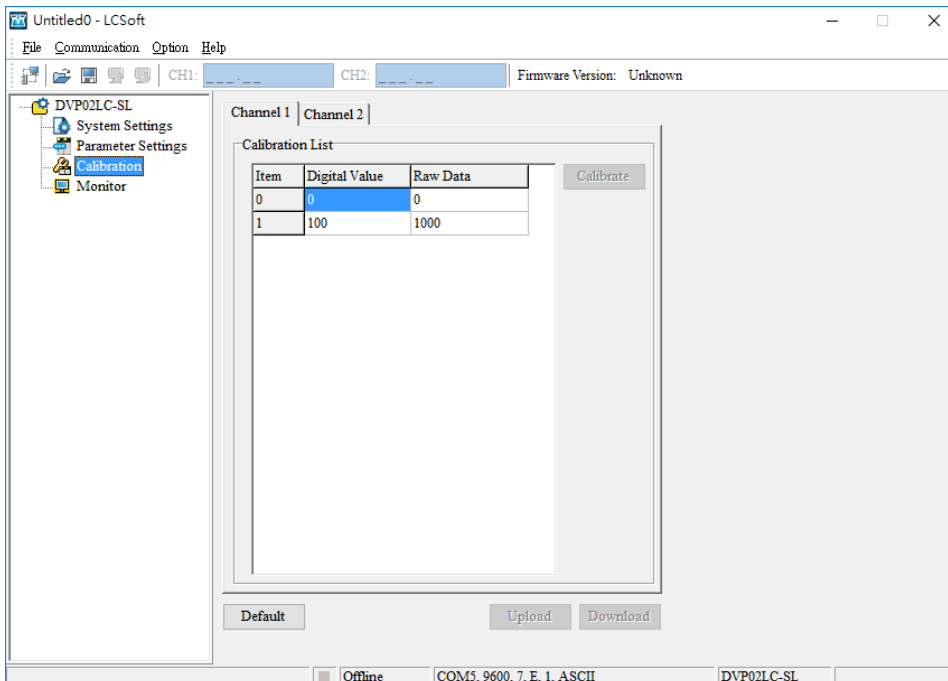 Untitled0 - LCSoft
File Communication Option Help
CH1: _ _ _ . _ _ CH2: _ _ _ . _ _ Firmware Version: Unknown
DVP02LC-SL
System Settings
Parameter Settings
Calibration
Monitor
Channel 1 Channel 2
Calibration List
Item Digital Value Raw Data
0 0 0
1 100 1000
Calibrate
Default Upload Download
Offline COM5, 9600, 7, E, 1, ASCII DVP02LC-SL